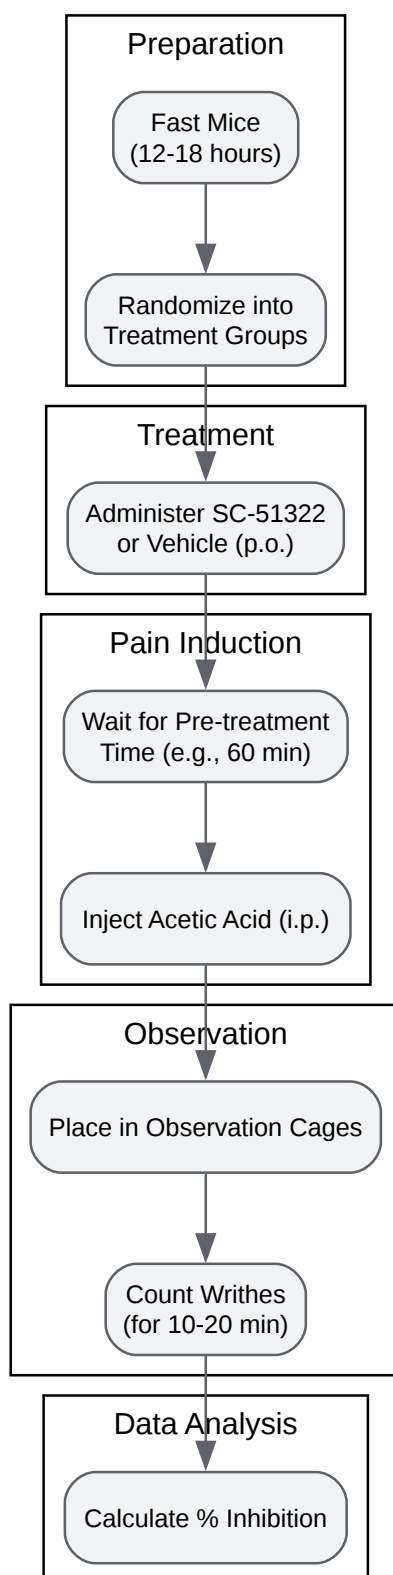 Preparation
Fast Mice
(12-18 hours)
Randomize into
Treatment Groups
Treatment
Administer SC-51322
or Vehicle (p.o.)
Pain Induction
Wait for Pre-treatment
Time (e.g., 60 min)
Inject Acetic Acid (i.p.)
Observation
Place in Observation Cages
Count Writhes
(for 10-20 min)
Data Analysis
Calculate % Inhibition